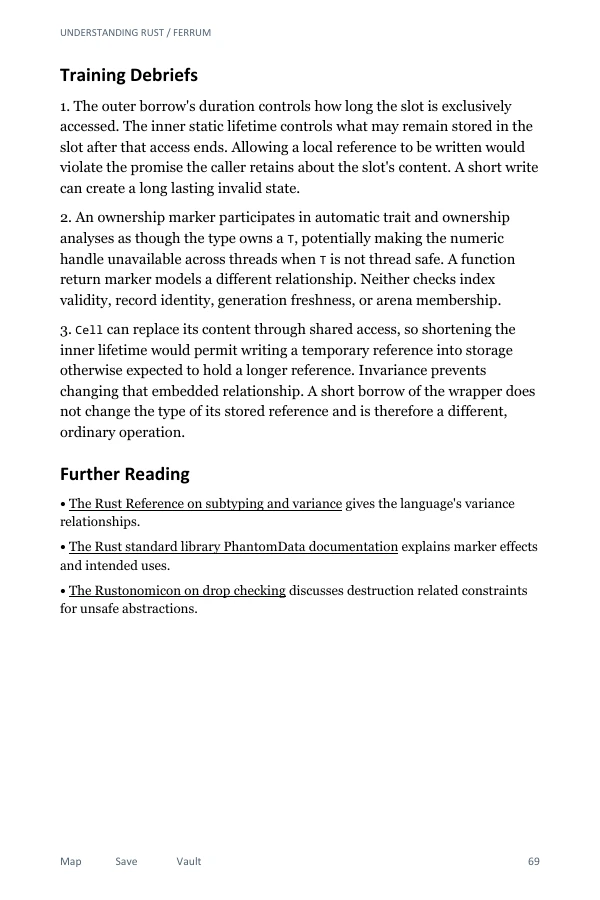 UNDERSTANDING RUST / FERRUM
Training Debriefs
1. The outer borrow's duration controls how long the slot is exclusively
accessed. The inner static lifetime controls what may remain stored in the
slot after that access ends. Allowing a local reference to be written would
violate the promise the caller retains about the slot's content. A short write
can create a long lasting invalid state.
2. An ownership marker participates in automatic trait and ownership
analyses as though the type owns a T, potentially making the numeric
handle unavailable across threads when T is not thread safe. A function
return marker models a different relationship. Neither checks index
validity, record identity, generation freshness, or arena membership.
3. Cell can replace its content through shared access, so shortening the
inner lifetime would permit writing a temporary reference into storage
otherwise expected to hold a longer reference. Invariance prevents
changing that embedded relationship. A short borrow of the wrapper does
not change the type of its stored reference and is therefore a different,
ordinary operation.
Further Reading
• The Rust Reference on subtyping and variance gives the language's variance
relationships.
• The Rust standard library PhantomData documentation explains marker effects
and intended uses.
• The Rustonomicon on drop checking discusses destruction related constraints
for unsafe abstractions.
Map Save Vault 69